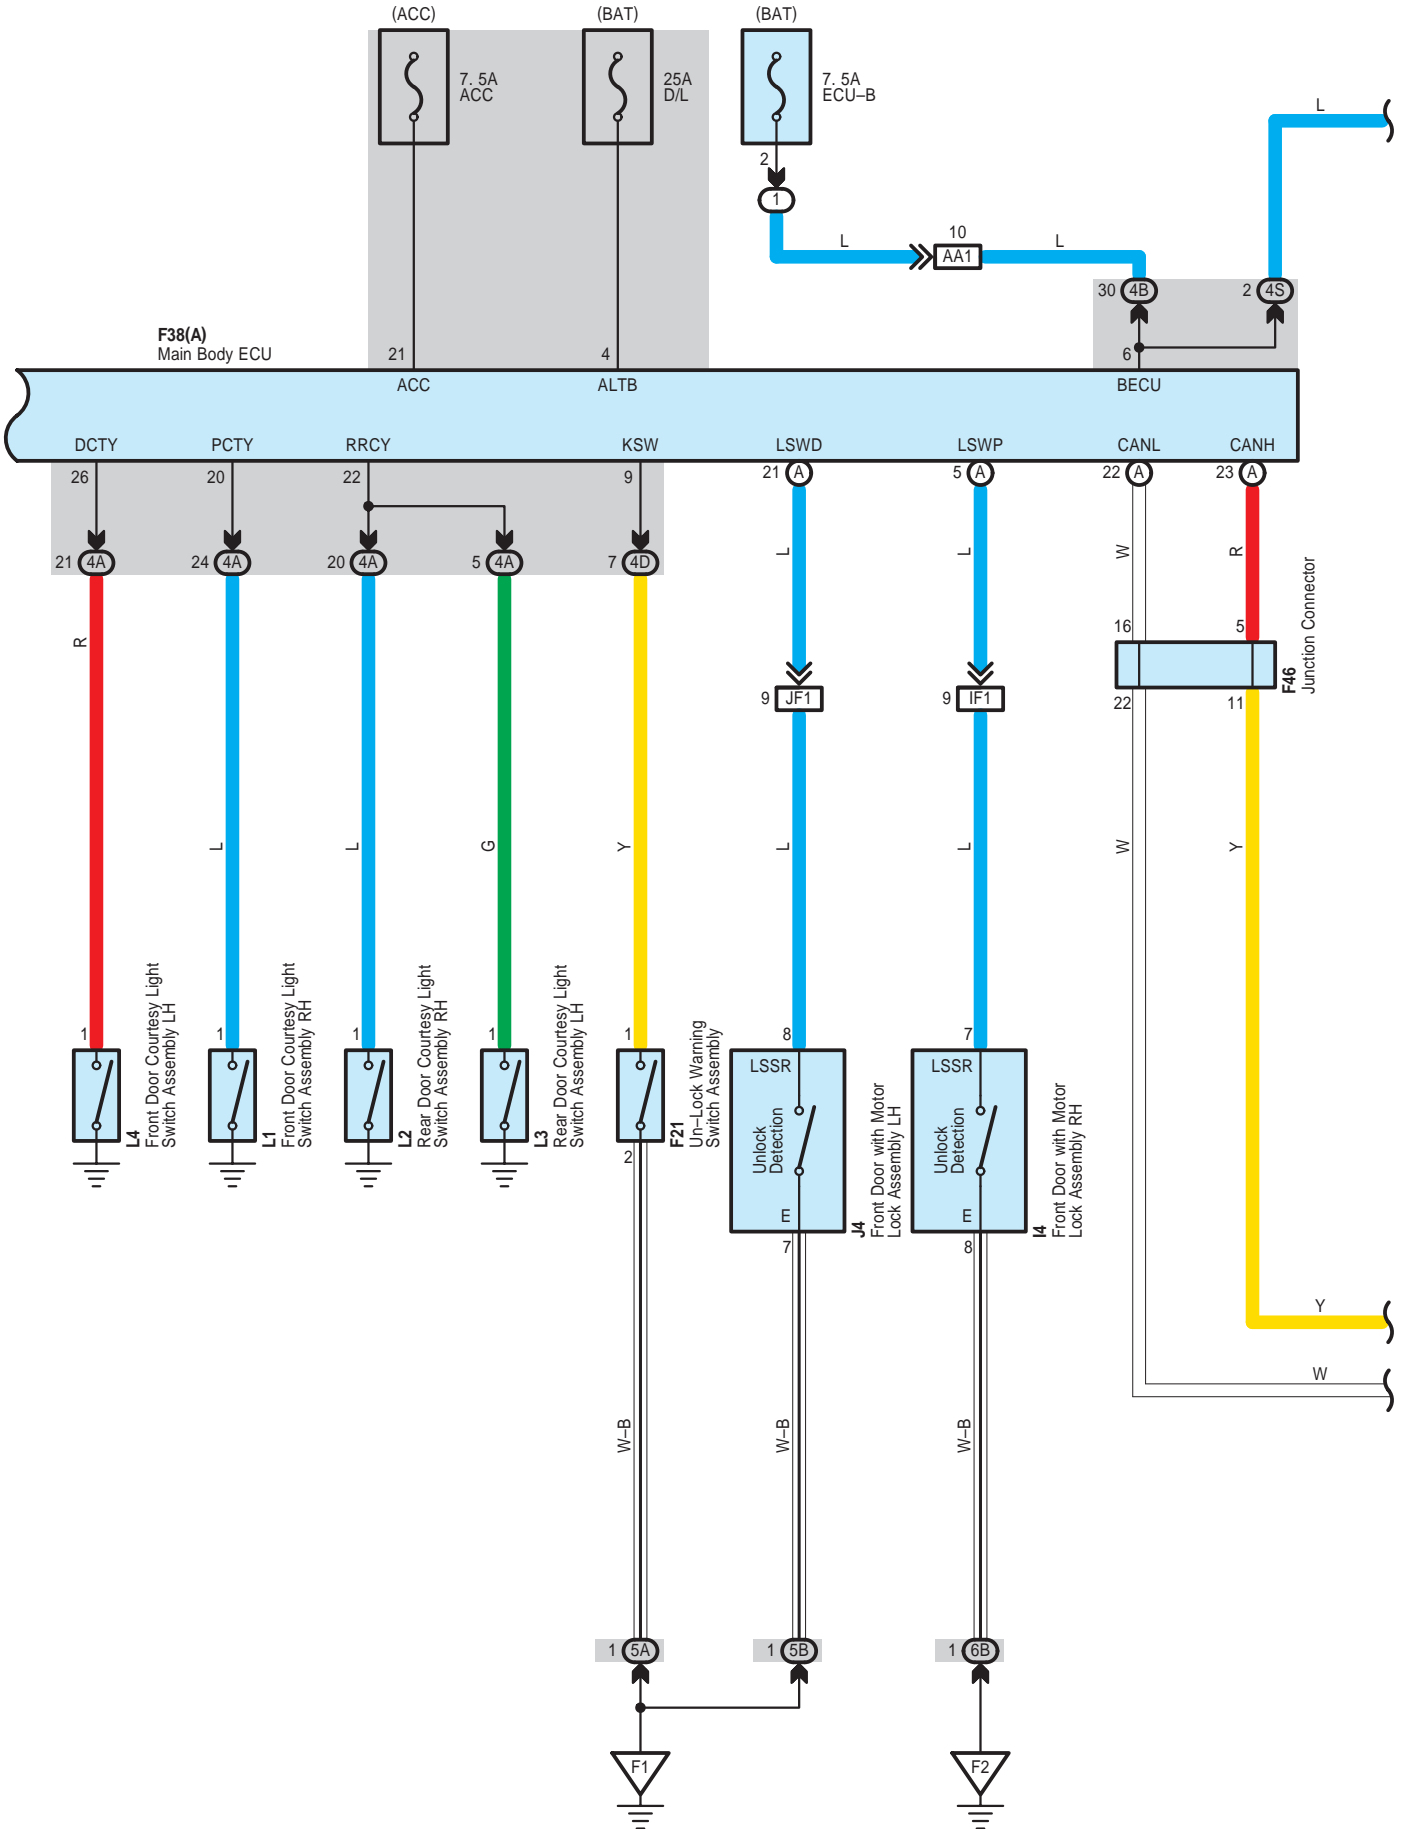 (ACC)
(BAT)
(BAT)
7. 5A
ACC
25A
D/L
7. 5A
ECU–B
L
2
1
L
10
AA1
L
30
4B
2
4S
F38(A)
Main Body ECU
21
4
6
ACC
ALTB
BECU
DCTY
PCTY
RRCY
KSW
LSWD
LSWP
CANL
CANH
26
20
22
9
21
A
5
A
22
A
23
A
21
4A
24
4A
20
4A
5
4A
7
4D
L
L
W
R
R
16
5
F46
Junction Connector
9
JF1
9
IF1
22
11
L
L
G
Y
L
L
W
Y
1
1
1
1
1
8
7
L4
Front Door Courtesy Light
Switch Assembly LH
L1
Front Door Courtesy Light
Switch Assembly RH
L2
Rear Door Courtesy Light
Switch Assembly RH
L3
Rear Door Courtesy Light
Switch Assembly LH
F21
Un–Lock Warning
Switch Assembly
2
LSSR
Unlock
Detection
E
J4
Front Door with Motor
Lock Assembly LH
7
LSSR
Unlock
Detection
E
I4
Front Door with Motor
Lock Assembly RH
8
Y
W
W–B
W–B
W–B
1
5A
1
5B
1
6B
F1
F2